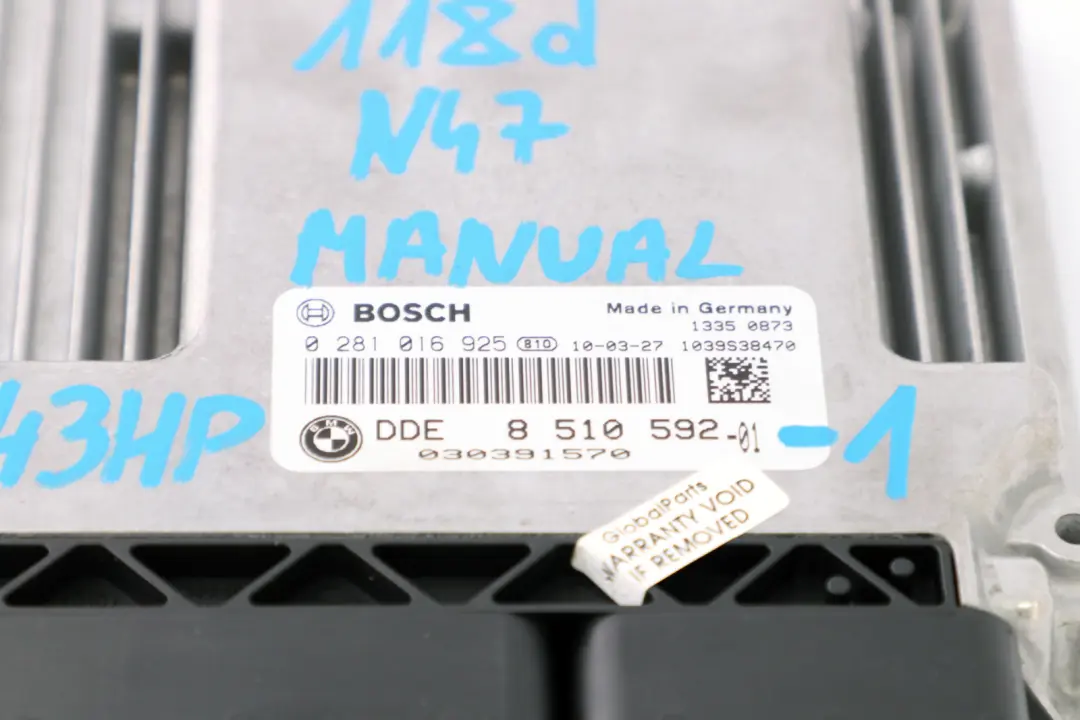 118d
N47
MANUAL
BOSCH
Made in Germany
1335 0873
0 281 016 925 810 10-03-27 1039S38470
BMW
DDE 8 510 592-01 -1
030391570
43HP
GlobalParts
WARRANTY VOID
IF REMOVED